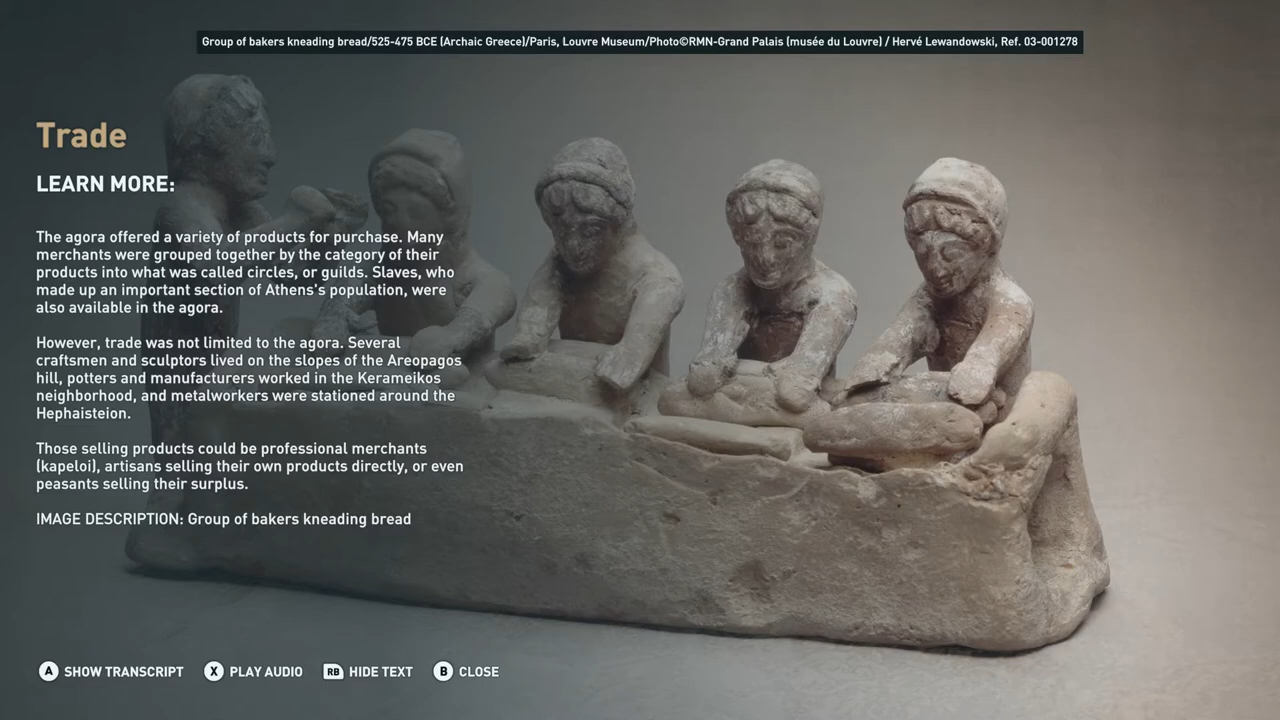 Group of bakers kneading bread/525-475 BCE (Archaic Greece)/Paris, Louvre Museum/Photo©RMN-Grand Palais (musée du Louvre) / Hervé Lewandowski, Ref. 03-001278
Trade
LEARN MORE:
The agora offered a variety of products for purchase. Many
merchants were grouped together by the category of their
products into what was called circles, or guilds. Slaves, who
made up an important section of Athens's population, were
also available in the agora.
However, trade was not limited to the agora. Several
craftsmen and sculptors lived on the slopes of the Areopagos
hill, potters and manufacturers worked in the Kerameikos
neighborhood, and metalworkers were stationed around the
Hephaisteion.
Those selling products could be professional merchants
(kapeloi), artisans selling their own products directly, or even
peasants selling their surplus.
IMAGE DESCRIPTION: Group of bakers kneading bread
A SHOW TRANSCRIPT X PLAY AUDIO RB HIDE TEXT B CLOSE